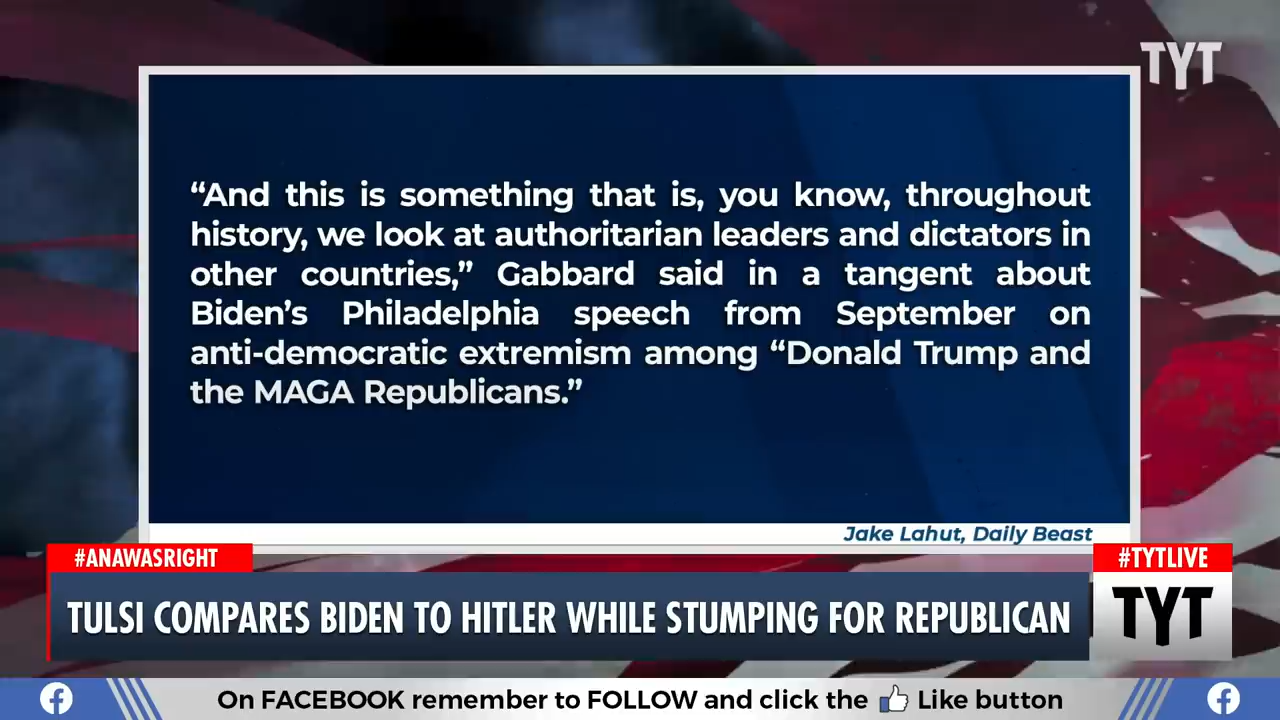 TYT
“And this is something that is, you know, throughout
history, we look at authoritarian leaders and dictators in
other countries,” Gabbard said in a tangent about
Biden’s Philadelphia speech from September on
anti-democratic extremism among “Donald Trump and
the MAGA Republicans.”
Jake Lahut, Daily Beast
#ANAWASRIGHT
#TYTLIVE
TULSI COMPARES BIDEN TO HITLER WHILE STUMPING FOR REPUBLICAN
TYT
On FACEBOOK remember to FOLLOW and click the Like button